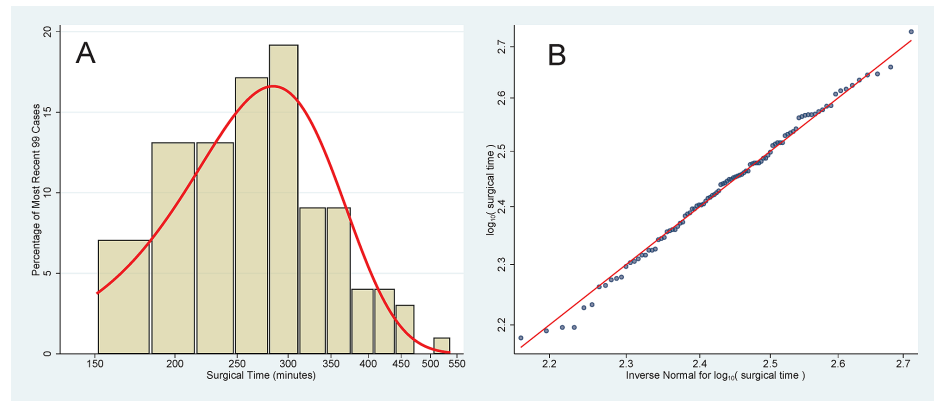 A
Percentage of Most Recent 99 Cases
20
15
10
5
0
150 200 250 300 350 400 450 500 550
Surgical Time (minutes)
B
log₁₀( surgical time )
2.7
2.6
2.5
2.4
2.3
2.2
2.2 2.3 2.4 2.5 2.6 2.7
Inverse Normal for log₁₀( surgical time )